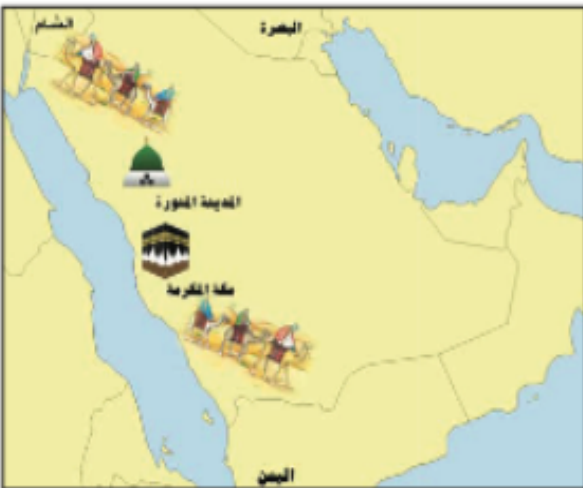 الشام
البصرة
المدينة المنورة
مكة المكرمة
اليمن